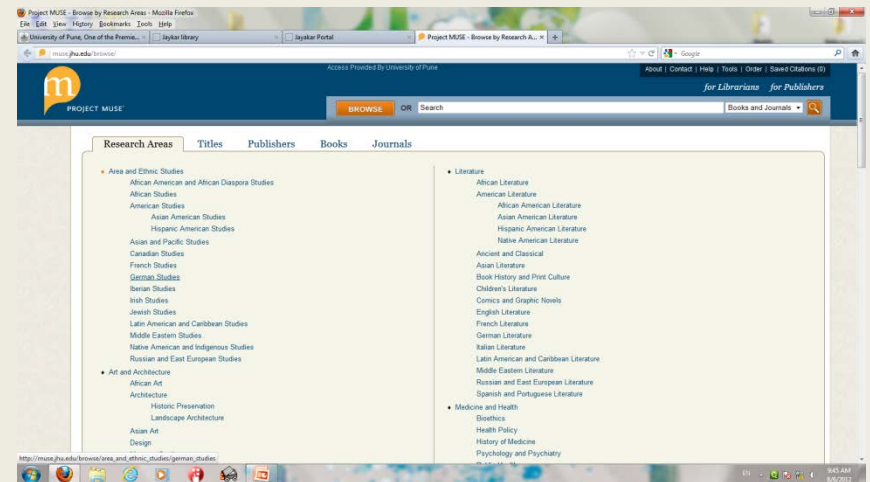 Project MUSE - Browse by Research Areas - Mozilla Firefox
File Edit View History Bookmarks Tools Help
University of Pune, One of the Premie...
Jaykar library
Jayakar Portal
Project MUSE - Browse by Research A...
muse.jhu.edu/browse/
Google
Access Provided By University of Pune
About | Contact | Help | Tools | Order | Saved Citations (0)
for Librarians for Publishers
m
PROJECT MUSE
BROWSE OR Search
Books and Journals
Research Areas Titles Publishers Books Journals
Area and Ethnic Studies
African American and African Diaspora Studies
African Studies
American Studies
Asian American Studies
Hispanic American Studies
Asian and Pacific Studies
Canadian Studies
French Studies
German Studies
Iberian Studies
Irish Studies
Jewish Studies
Latin American and Caribbean Studies
Middle Eastern Studies
Native American and Indigenous Studies
Russian and East European Studies
Art and Architecture
African Art
Architecture
Historic Preservation
Landscape Architecture
Asian Art
Design
Literature
African Literature
American Literature
African American Literature
Asian American Literature
Hispanic American Literature
Native American Literature
Ancient and Classical
Asian Literature
Book History and Print Culture
Children's Literature
Comics and Graphic Novels
English Literature
French Literature
German Literature
Italian Literature
Latin American and Caribbean Literature
Middle Eastern Literature
Russian and East European Literature
Spanish and Portuguese Literature
Medicine and Health
Bioethics
Health Policy
History of Medicine
Psychology and Psychiatry
http://muse.jhu.edu/browse/area_and_ethnic_studies/german_studies
EN
9:45 AM
8/8/2012